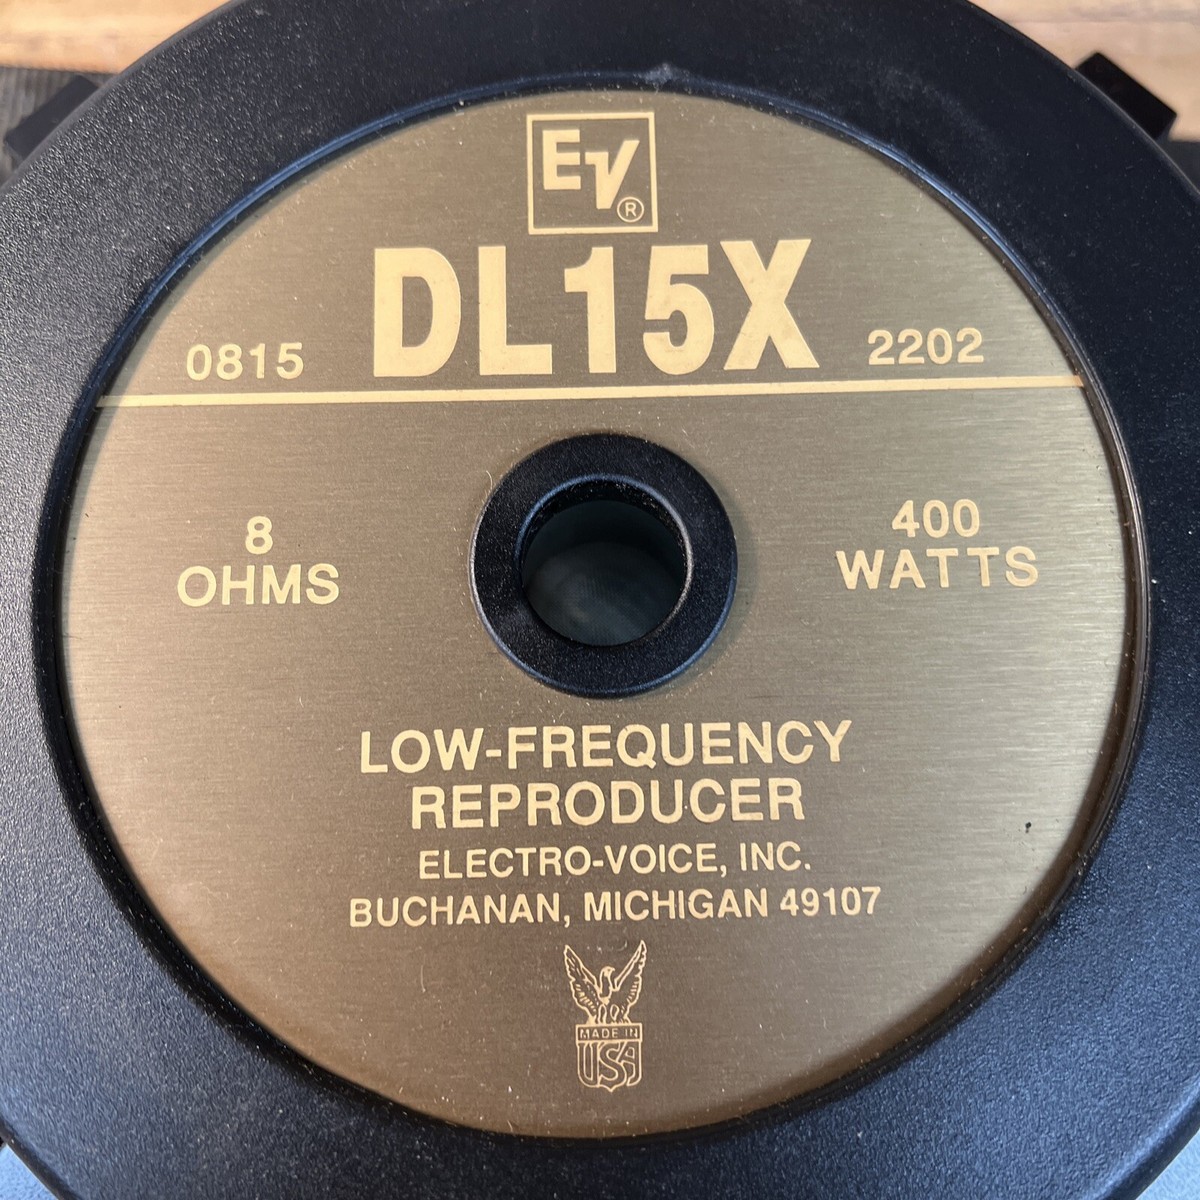 EV®
DL15X
0815
2202
8
OHMS
400
WATTS
LOW-FREQUENCY
REPRODUCER
ELECTRO-VOICE, INC.
BUCHANAN, MICHIGAN 49107
MADE IN
USA